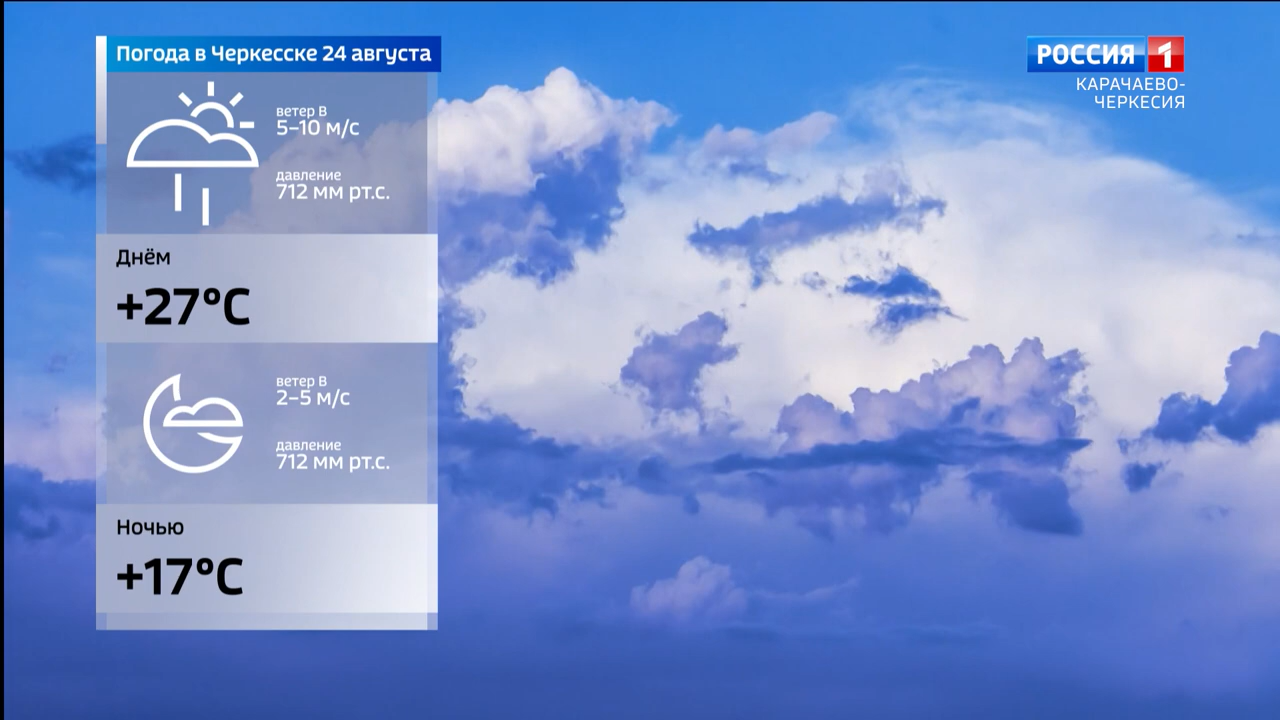 Погода в Черкесске 24 августа
РОССИЯ 1
КАРАЧАЕВО-
ЧЕРКЕСИЯ
ветер В
5–10 м/с
давление
712 мм рт.с.
Днём
+27°C
ветер В
2–5 м/с
давление
712 мм рт.с.
Ночью
+17°C